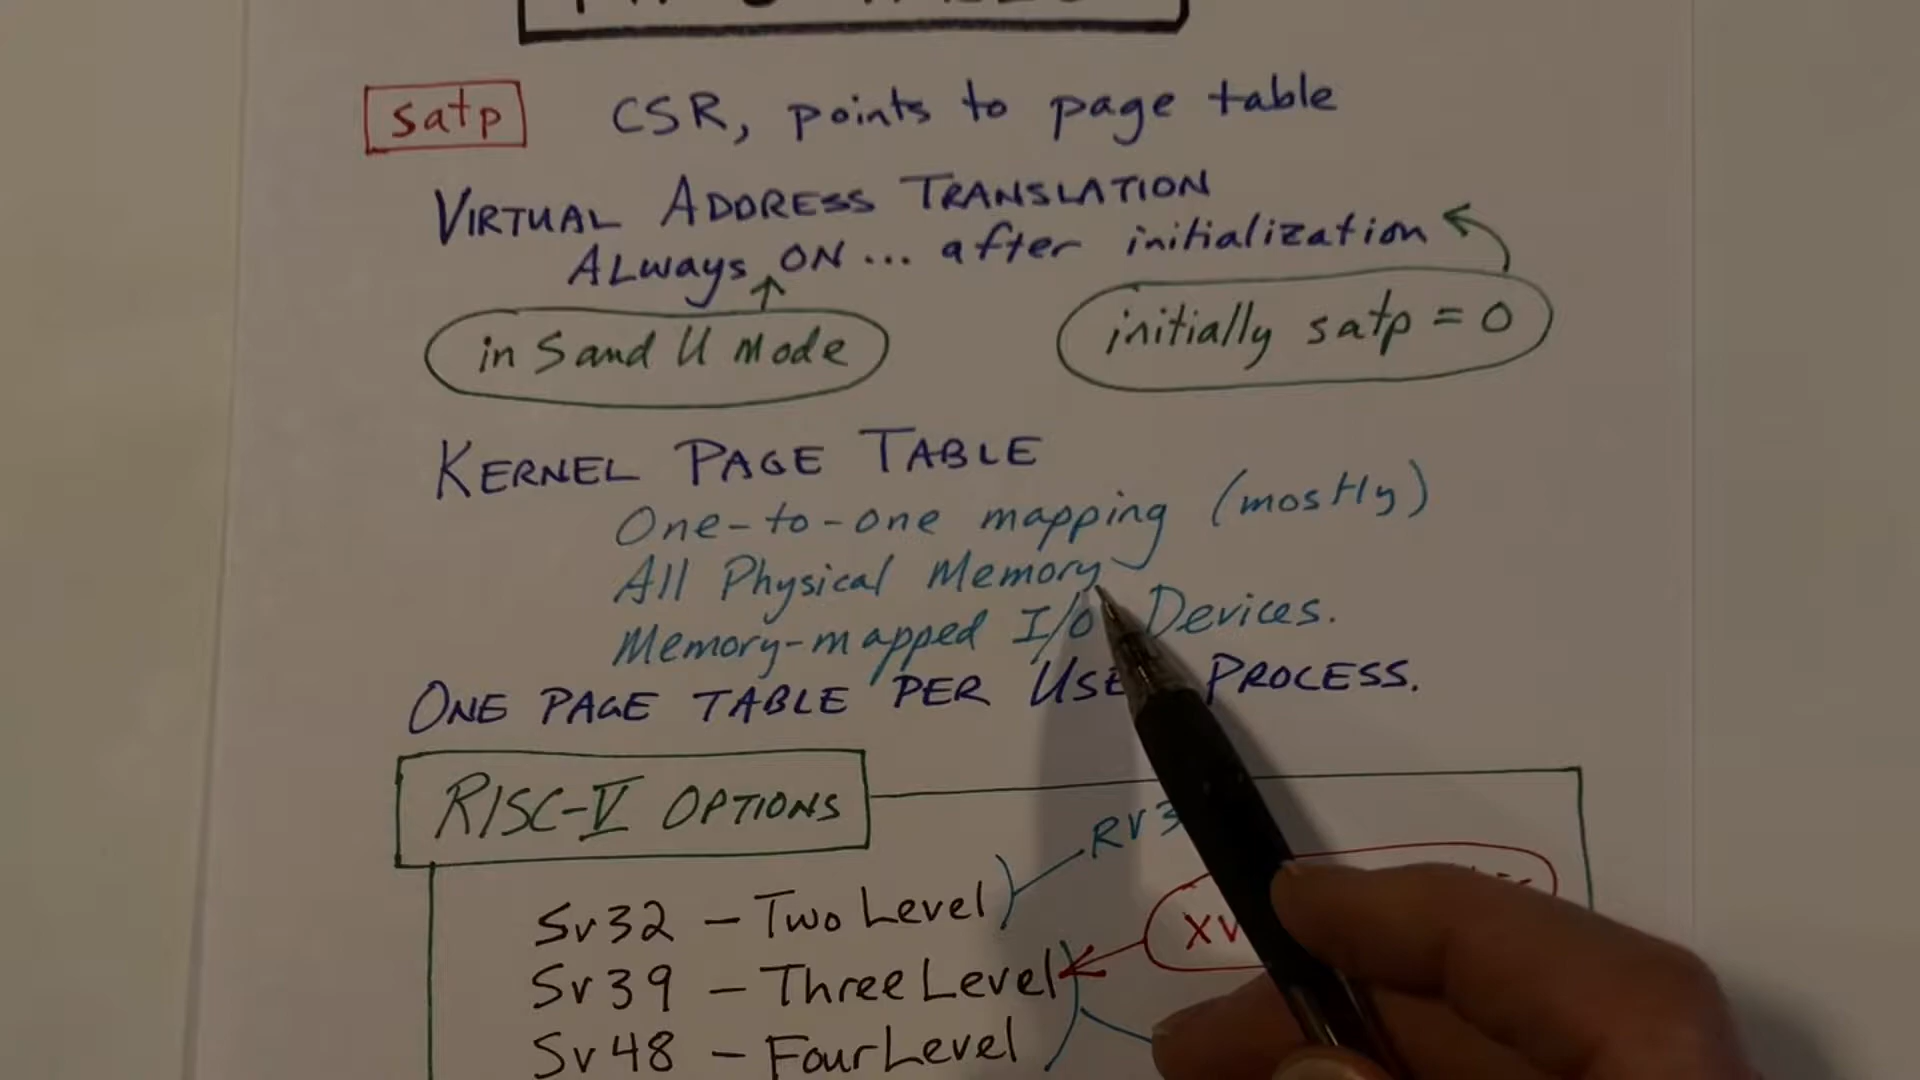 satp CSR, points to page table
VIRTUAL ADDRESS TRANSLATION
ALways ON... after initialization
in S and U Mode
initially satp = 0
KERNEL PAGE TABLE
One-to-one mapping (mostly)
All Physical Memory
Memory-mapped I/O Devices.
ONE PAGE TABLE PER PROCESS.
RISC-V OPTIONS
Sv32 - Two Level
Sv39 - Three Level
Sv48 - Four Level